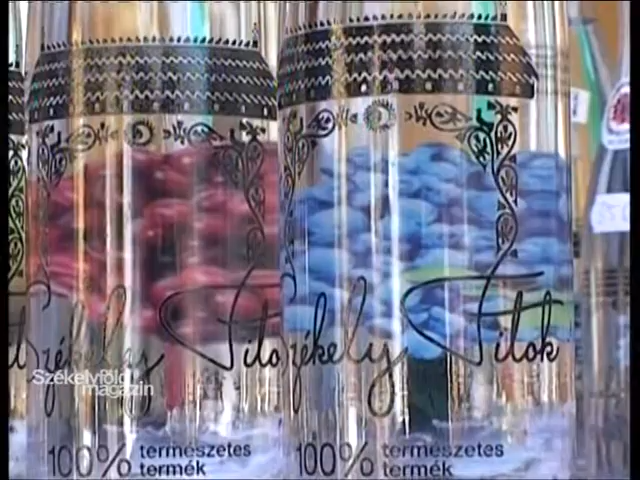 Székely Titok
Székely Titok
Székelyföld
magazin
100% természetes
termék
100% természetes
termék